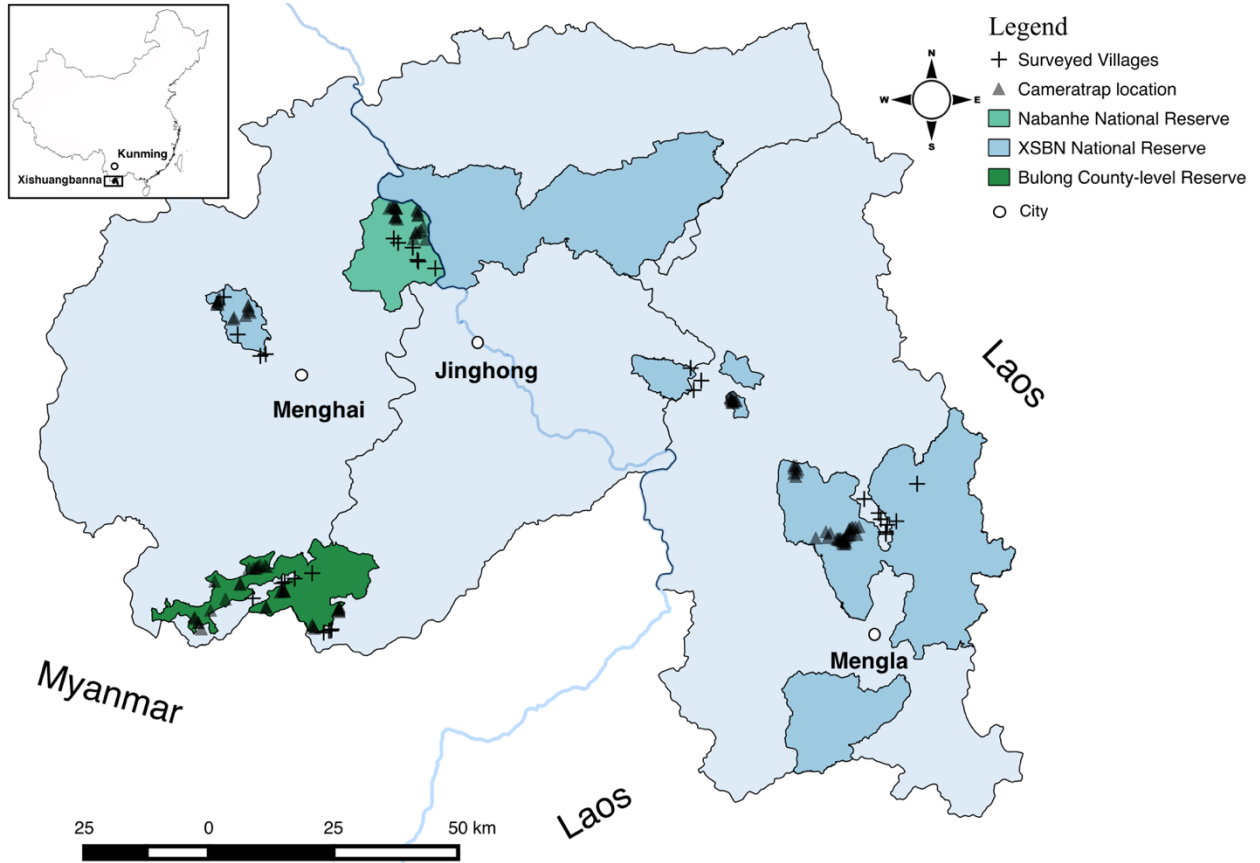 Kunming
Xishuangbanna
N
W
E
S
Legend
Surveyed Villages
Cameratrap location
Nabanhe National Reserve
XSBN National Reserve
Bulong County-level Reserve
City
Jinghong
Menghai
Laos
Mengla
Myanmar
Laos
25 0 25 50 km